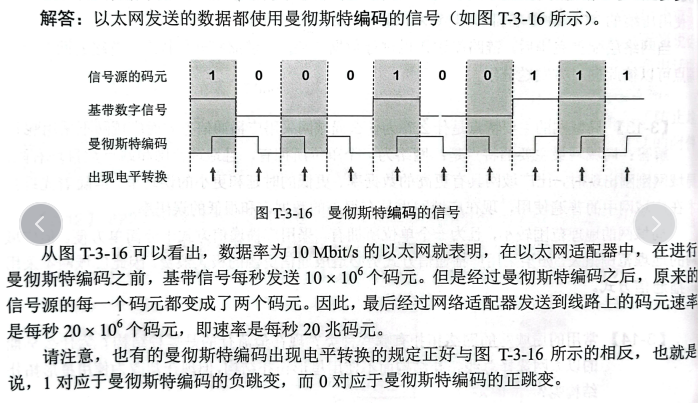 解答：以太网发送的数据都使用曼彻斯特编码的信号（如图 T-3-16 所示）。
信号源的码元 1 0 0 0 1 0 0 1 1 1
基带数字信号
曼彻斯特编码
出现电平转换
图 T-3-16 曼彻斯特编码的信号
从图 T-3-16 可以看出，数据率为 10 Mbit/s 的以太网就表明，在以太网适配器中，在进行
曼彻斯特编码之前，基带信号每秒发送 10 × 10⁶ 个码元。但是经过曼彻斯特编码之后，原来的
信号源的每一个码元都变成了两个码元。因此，最后经过网络适配器发送到线路上的码元速率
是每秒 20 × 10⁶ 个码元，即速率是每秒 20 兆码元。
请注意，也有的曼彻斯特编码出现电平转换的规定正好与图 T-3-16 所示的相反，也就是
说，1 对应于曼彻斯特编码的负跳变，而 0 对应于曼彻斯特编码的正跳变。